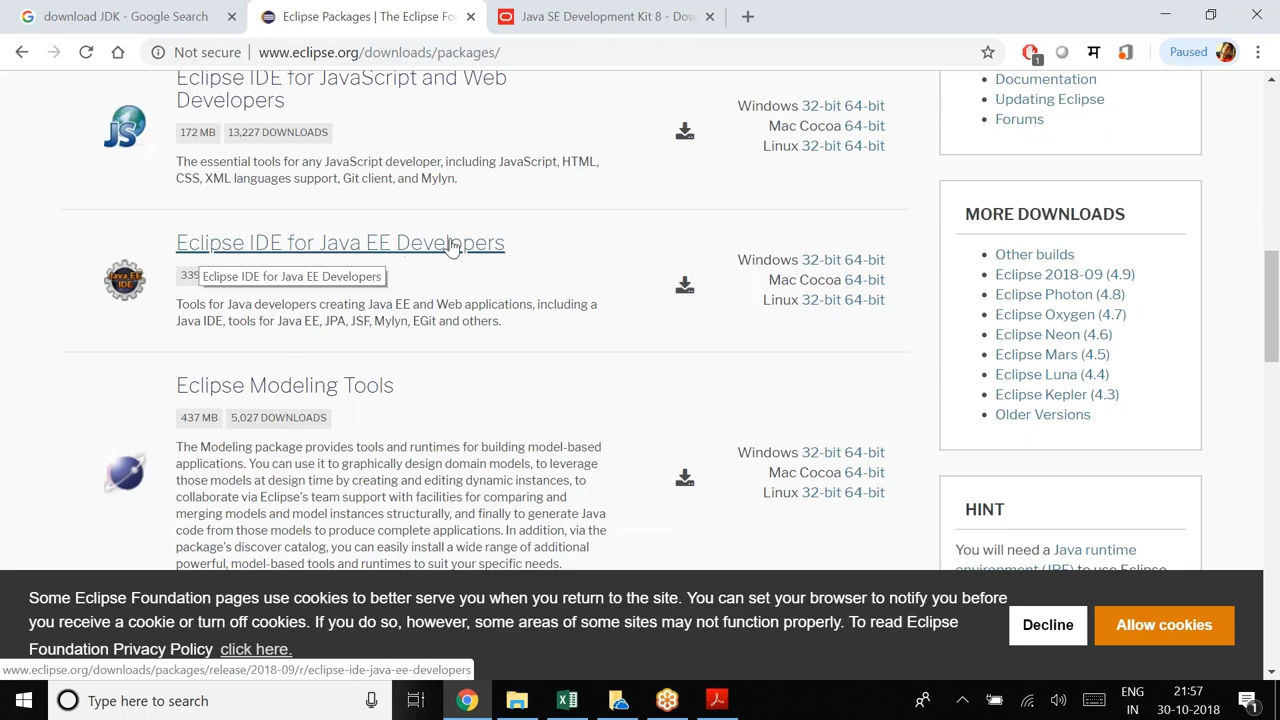 download JDK - Google Search
Eclipse Packages | The Eclipse Fo
Java SE Development Kit 8 - Dow
Not secure
www.eclipse.org/downloads/packages/
1
Paused
Eclipse IDE for JavaScript and Web
Developers
172 MB
13,227 DOWNLOADS
The essential tools for any JavaScript developer, including JavaScript, HTML,
CSS, XML languages support, Git client, and Mylyn.
Windows 32-bit 64-bit
Mac Cocoa 64-bit
Linux 32-bit 64-bit
Eclipse IDE for Java EE Developers
339
Eclipse IDE for Java EE Developers
Java EE
IDE
Tools for Java developers creating Java EE and Web applications, including a
Java IDE, tools for Java EE, JPA, JSF, Mylyn, EGit and others.
Windows 32-bit 64-bit
Mac Cocoa 64-bit
Linux 32-bit 64-bit
Eclipse Modeling Tools
437 MB
5,027 DOWNLOADS
The Modeling package provides tools and runtimes for building model-based
applications. You can use it to graphically design domain models, to leverage
those models at design time by creating and editing dynamic instances, to
collaborate via Eclipse's team support with facilities for comparing and
merging models and model instances structurally, and finally to generate Java
code from those models to produce complete applications. In addition, via the
package's discover catalog, you can easily install a wide range of additional
powerful, model-based tools and runtimes to suit your specific needs.
Windows 32-bit 64-bit
Mac Cocoa 64-bit
Linux 32-bit 64-bit
Documentation
Updating Eclipse
Forums
MORE DOWNLOADS
Other builds
Eclipse 2018-09 (4.9)
Eclipse Photon (4.8)
Eclipse Oxygen (4.7)
Eclipse Neon (4.6)
Eclipse Mars (4.5)
Eclipse Luna (4.4)
Eclipse Kepler (4.3)
Older Versions
HINT
You will need a Java runtime
environment (JRE) to use Eclipse
Some Eclipse Foundation pages use cookies to better serve you when you return to the site. You can set your browser to notify you before
you receive a cookie or turn off cookies. If you do so, however, some areas of some sites may not function properly. To read Eclipse
Foundation Privacy Policy click here.
Decline
Allow cookies
www.eclipse.org/downloads/packages/release/2018-09/r/eclipse-ide-java-ee-developers
Type here to search
ENG
IN
21:57
30-10-2018
1